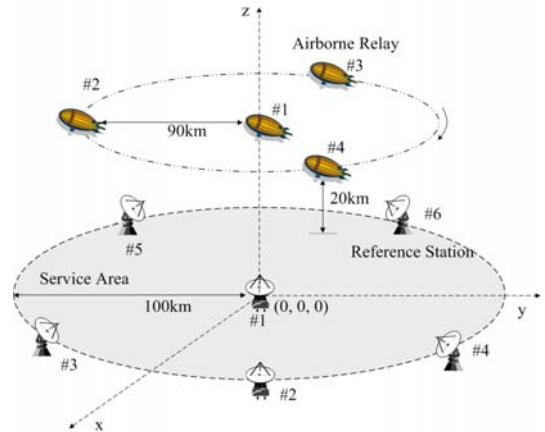 z
Airborne Relay
#3
#2
#1
90km
#4
20km
#6
#5
Reference Station
Service Area
100km
(0, 0, 0)
#1
y
#3
#4
#2
x